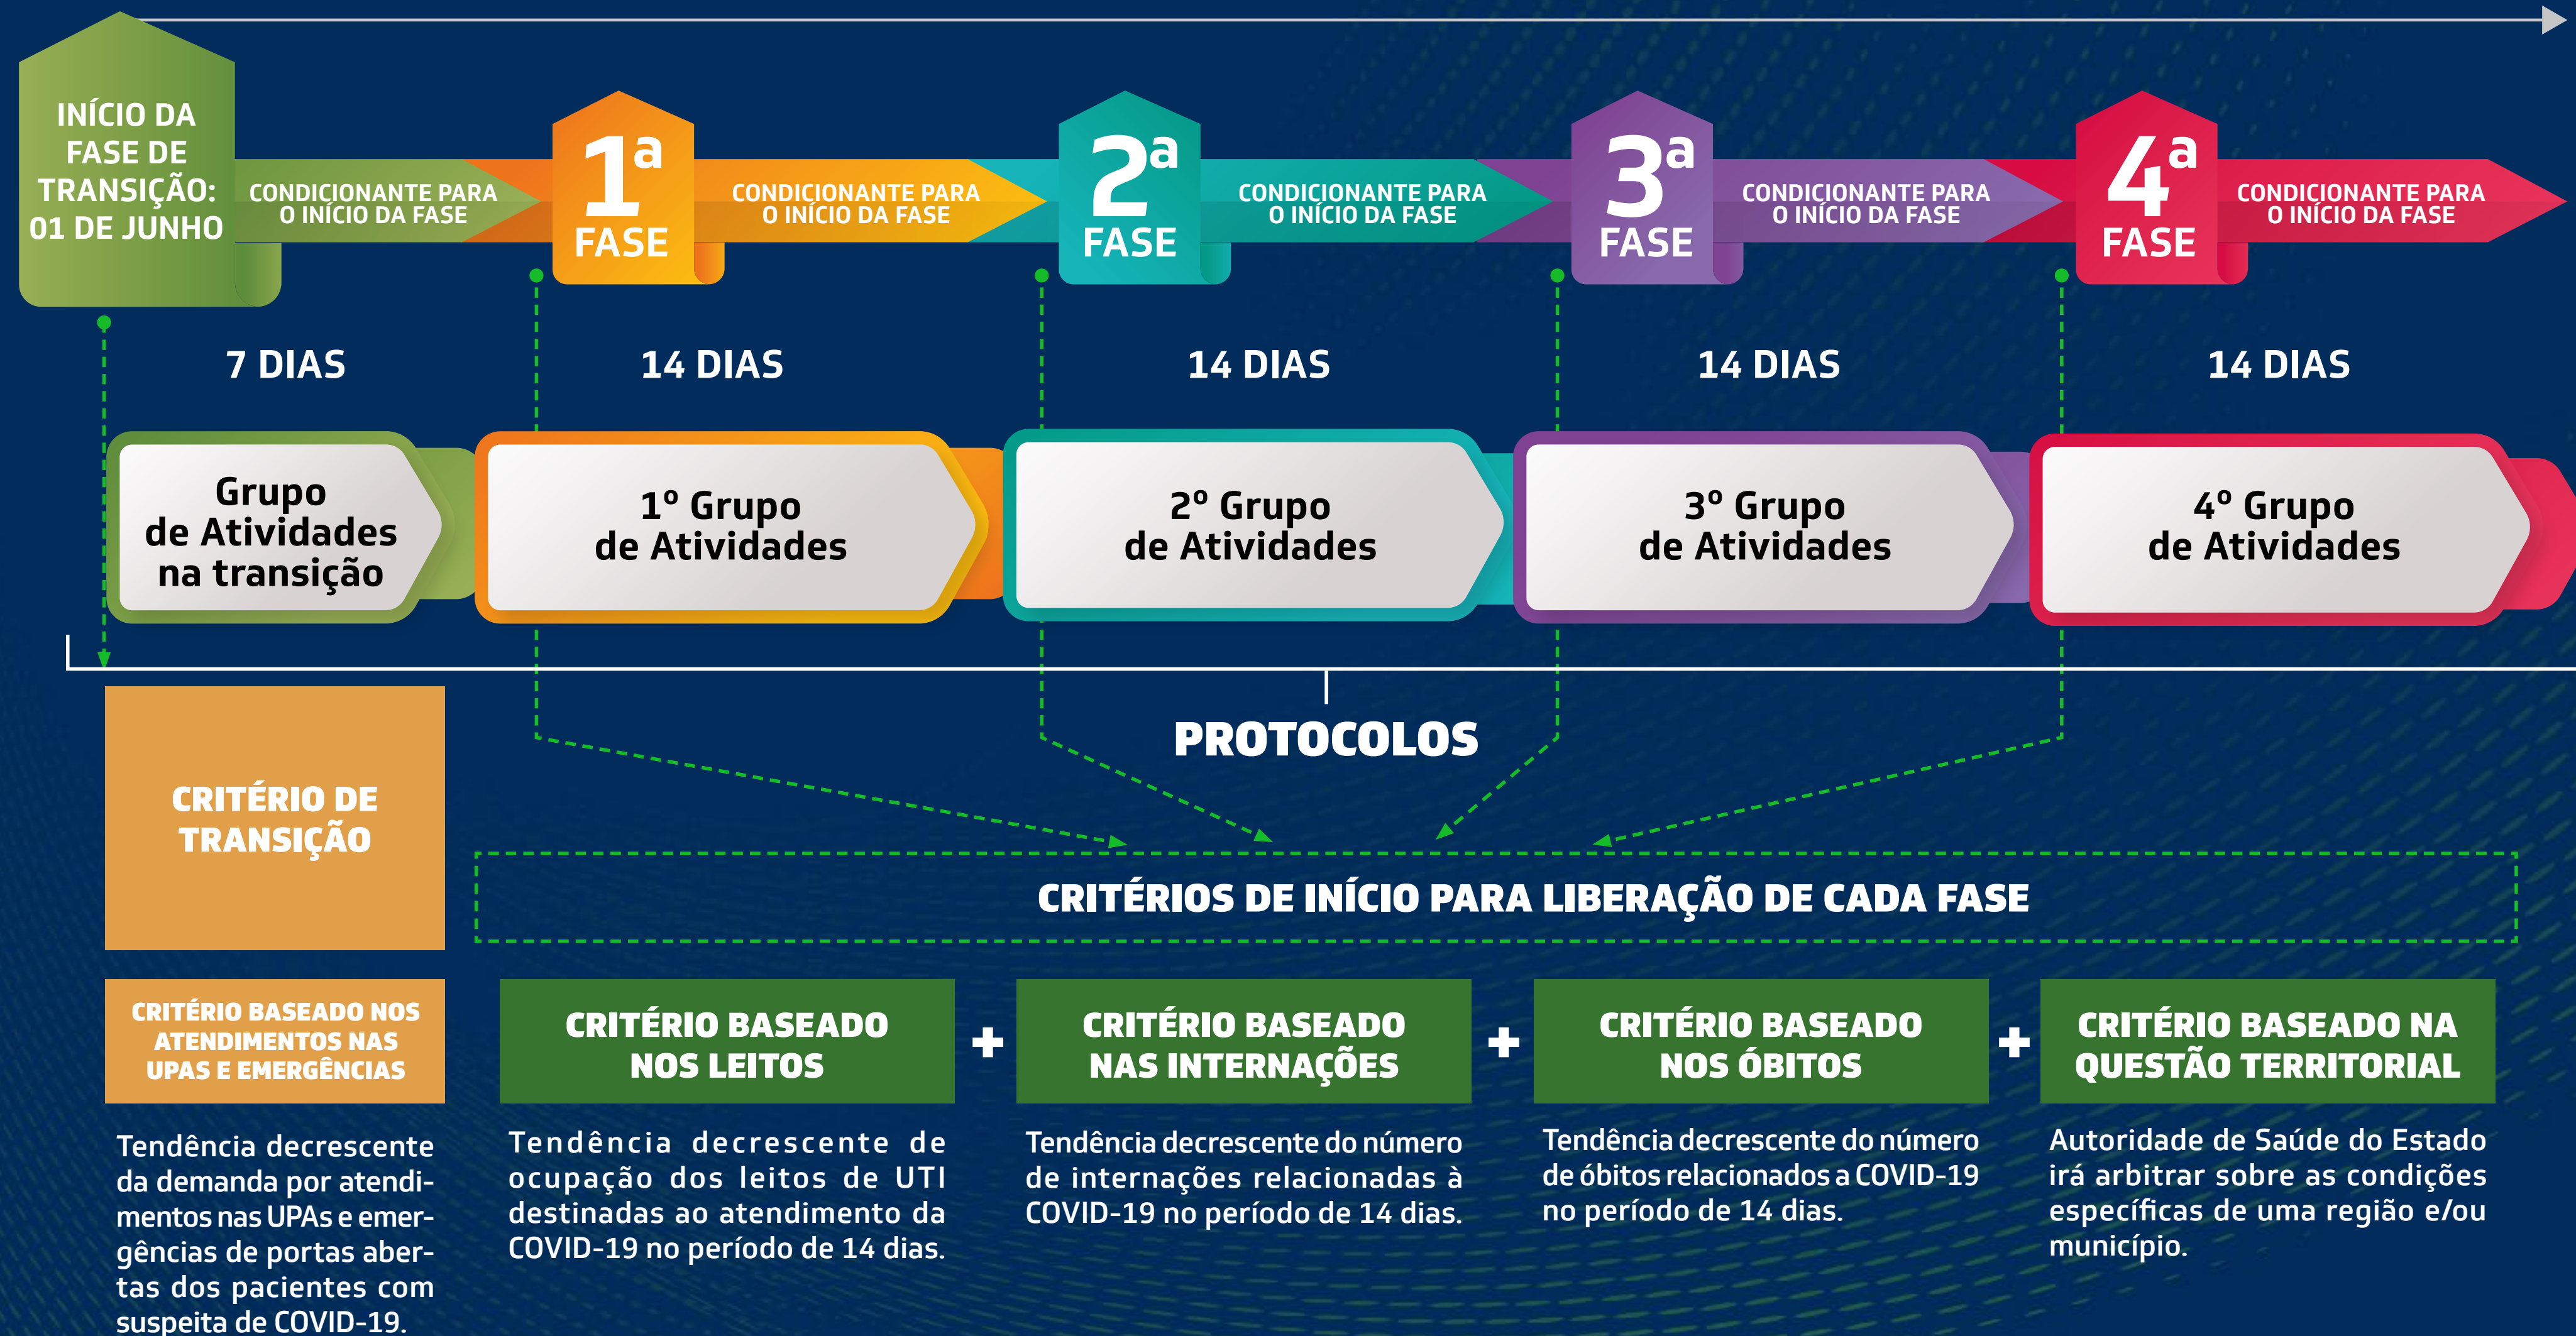 INÍCIO DA
FASE DE
TRANSIÇÃO:
01 DE JUNHO
CONDICIONANTE PARA
O INÍCIO DA FASE
1ª
FASE
CONDICIONANTE PARA
O INÍCIO DA FASE
2ª
FASE
CONDICIONANTE PARA
O INÍCIO DA FASE
3ª
FASE
CONDICIONANTE PARA
O INÍCIO DA FASE
4ª
FASE
CONDICIONANTE PARA
O INÍCIO DA FASE
7 DIAS
14 DIAS
14 DIAS
14 DIAS
14 DIAS
Grupo
de Atividades
na transição
1º Grupo
de Atividades
2º Grupo
de Atividades
3º Grupo
de Atividades
4º Grupo
de Atividades
PROTOCOLOS
CRITÉRIO DE
TRANSIÇÃO
CRITÉRIOS DE INÍCIO PARA LIBERAÇÃO DE CADA FASE
CRITÉRIO BASEADO NOS
ATENDIMENTOS NAS
UPAS E EMERGÊNCIAS
Tendência decrescente
da demanda por atendi-
mentos nas UPAs e emer-
gências de portas aber-
tas dos pacientes com
suspeita de COVID-19.
CRITÉRIO BASEADO
NOS LEITOS
Tendência decrescente de
ocupação dos leitos de UTI
destinadas ao atendimento da
COVID-19 no período de 14 dias.
+
CRITÉRIO BASEADO
NAS INTERNAÇÕES
Tendência decrescente do número
de internações relacionadas à
COVID-19 no período de 14 dias.
+
CRITÉRIO BASEADO
NOS ÓBITOS
Tendência decrescente do número
de óbitos relacionados a COVID-19
no período de 14 dias.
+
CRITÉRIO BASEADO NA
QUESTÃO TERRITORIAL
Autoridade de Saúde do Estado
irá arbitrar sobre as condições
específicas de uma região e/ou
município.